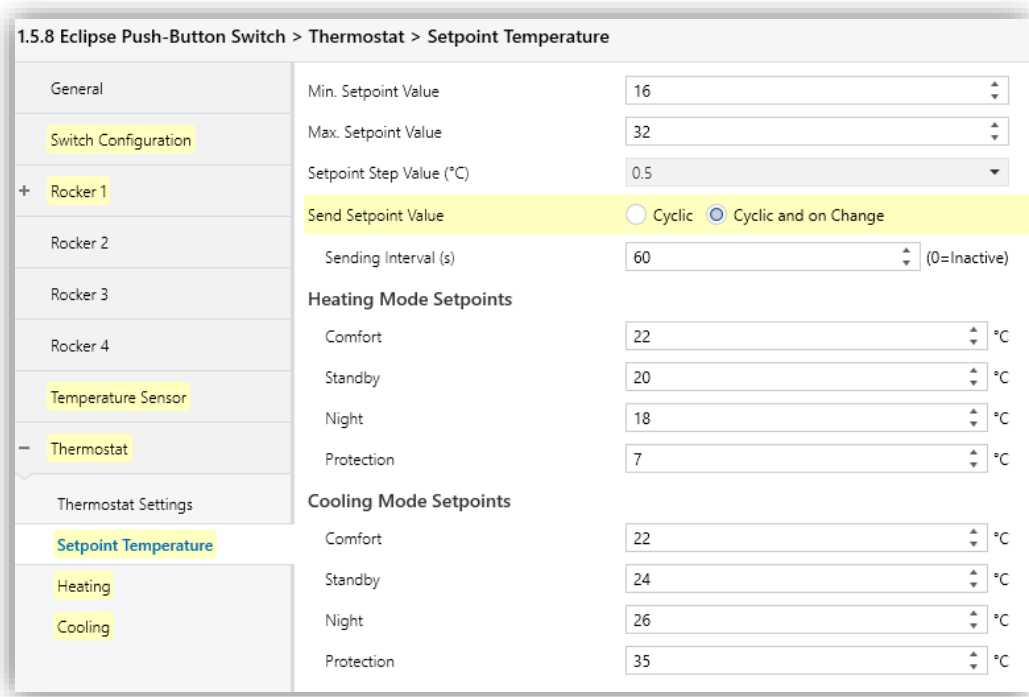 1.5.8 Eclipse Push-Button Switch > Thermostat > Setpoint Temperature
General
Switch Configuration
+ Rocker 1
Rocker 2
Rocker 3
Rocker 4
Temperature Sensor
− Thermostat
Thermostat Settings
Setpoint Temperature
Heating
Cooling
Min. Setpoint Value 16
Max. Setpoint Value 32
Setpoint Step Value (°C) 0.5
Send Setpoint Value Cyclic Cyclic and on Change
Sending Interval (s) 60 (0=Inactive)
Heating Mode Setpoints
Comfort 22 °C
Standby 20 °C
Night 18 °C
Protection 7 °C
Cooling Mode Setpoints
Comfort 22 °C
Standby 24 °C
Night 26 °C
Protection 35 °C